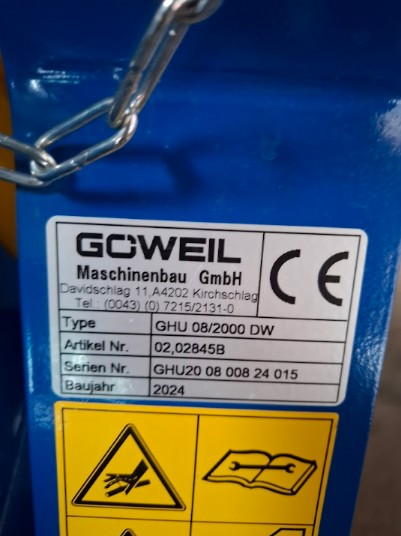 GÖWEIL
Maschinenbau GmbH
Davidschlag 11,A4202 Kirchschlag
Tel.: (0043) (0) 7215/2131-0
CE
Type GHU 08/2000 DW
Artikel Nr. 02,02845B
Serien Nr. GHU20 08 008 24 015
Baujahr 2024